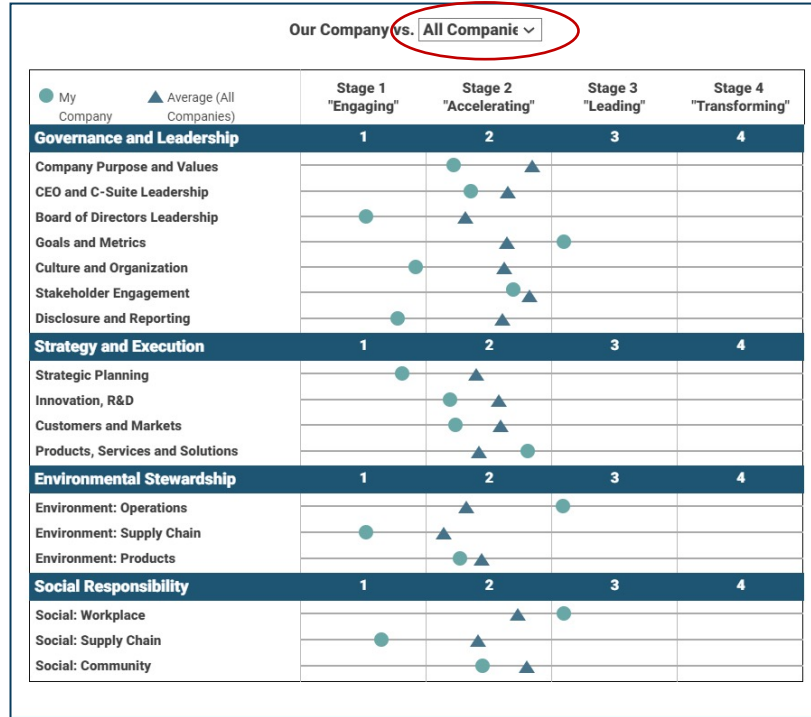 Our Company vs. All Companie
My Company
Average (All Companies)
Stage 1 "Engaging"
Stage 2 "Accelerating"
Stage 3 "Leading"
Stage 4 "Transforming"
Governance and Leadership 1 2 3 4
Company Purpose and Values
CEO and C-Suite Leadership
Board of Directors Leadership
Goals and Metrics
Culture and Organization
Stakeholder Engagement
Disclosure and Reporting
Strategy and Execution 1 2 3 4
Strategic Planning
Innovation, R&D
Customers and Markets
Products, Services and Solutions
Environmental Stewardship 1 2 3 4
Environment: Operations
Environment: Supply Chain
Environment: Products
Social Responsibility 1 2 3 4
Social: Workplace
Social: Supply Chain
Social: Community